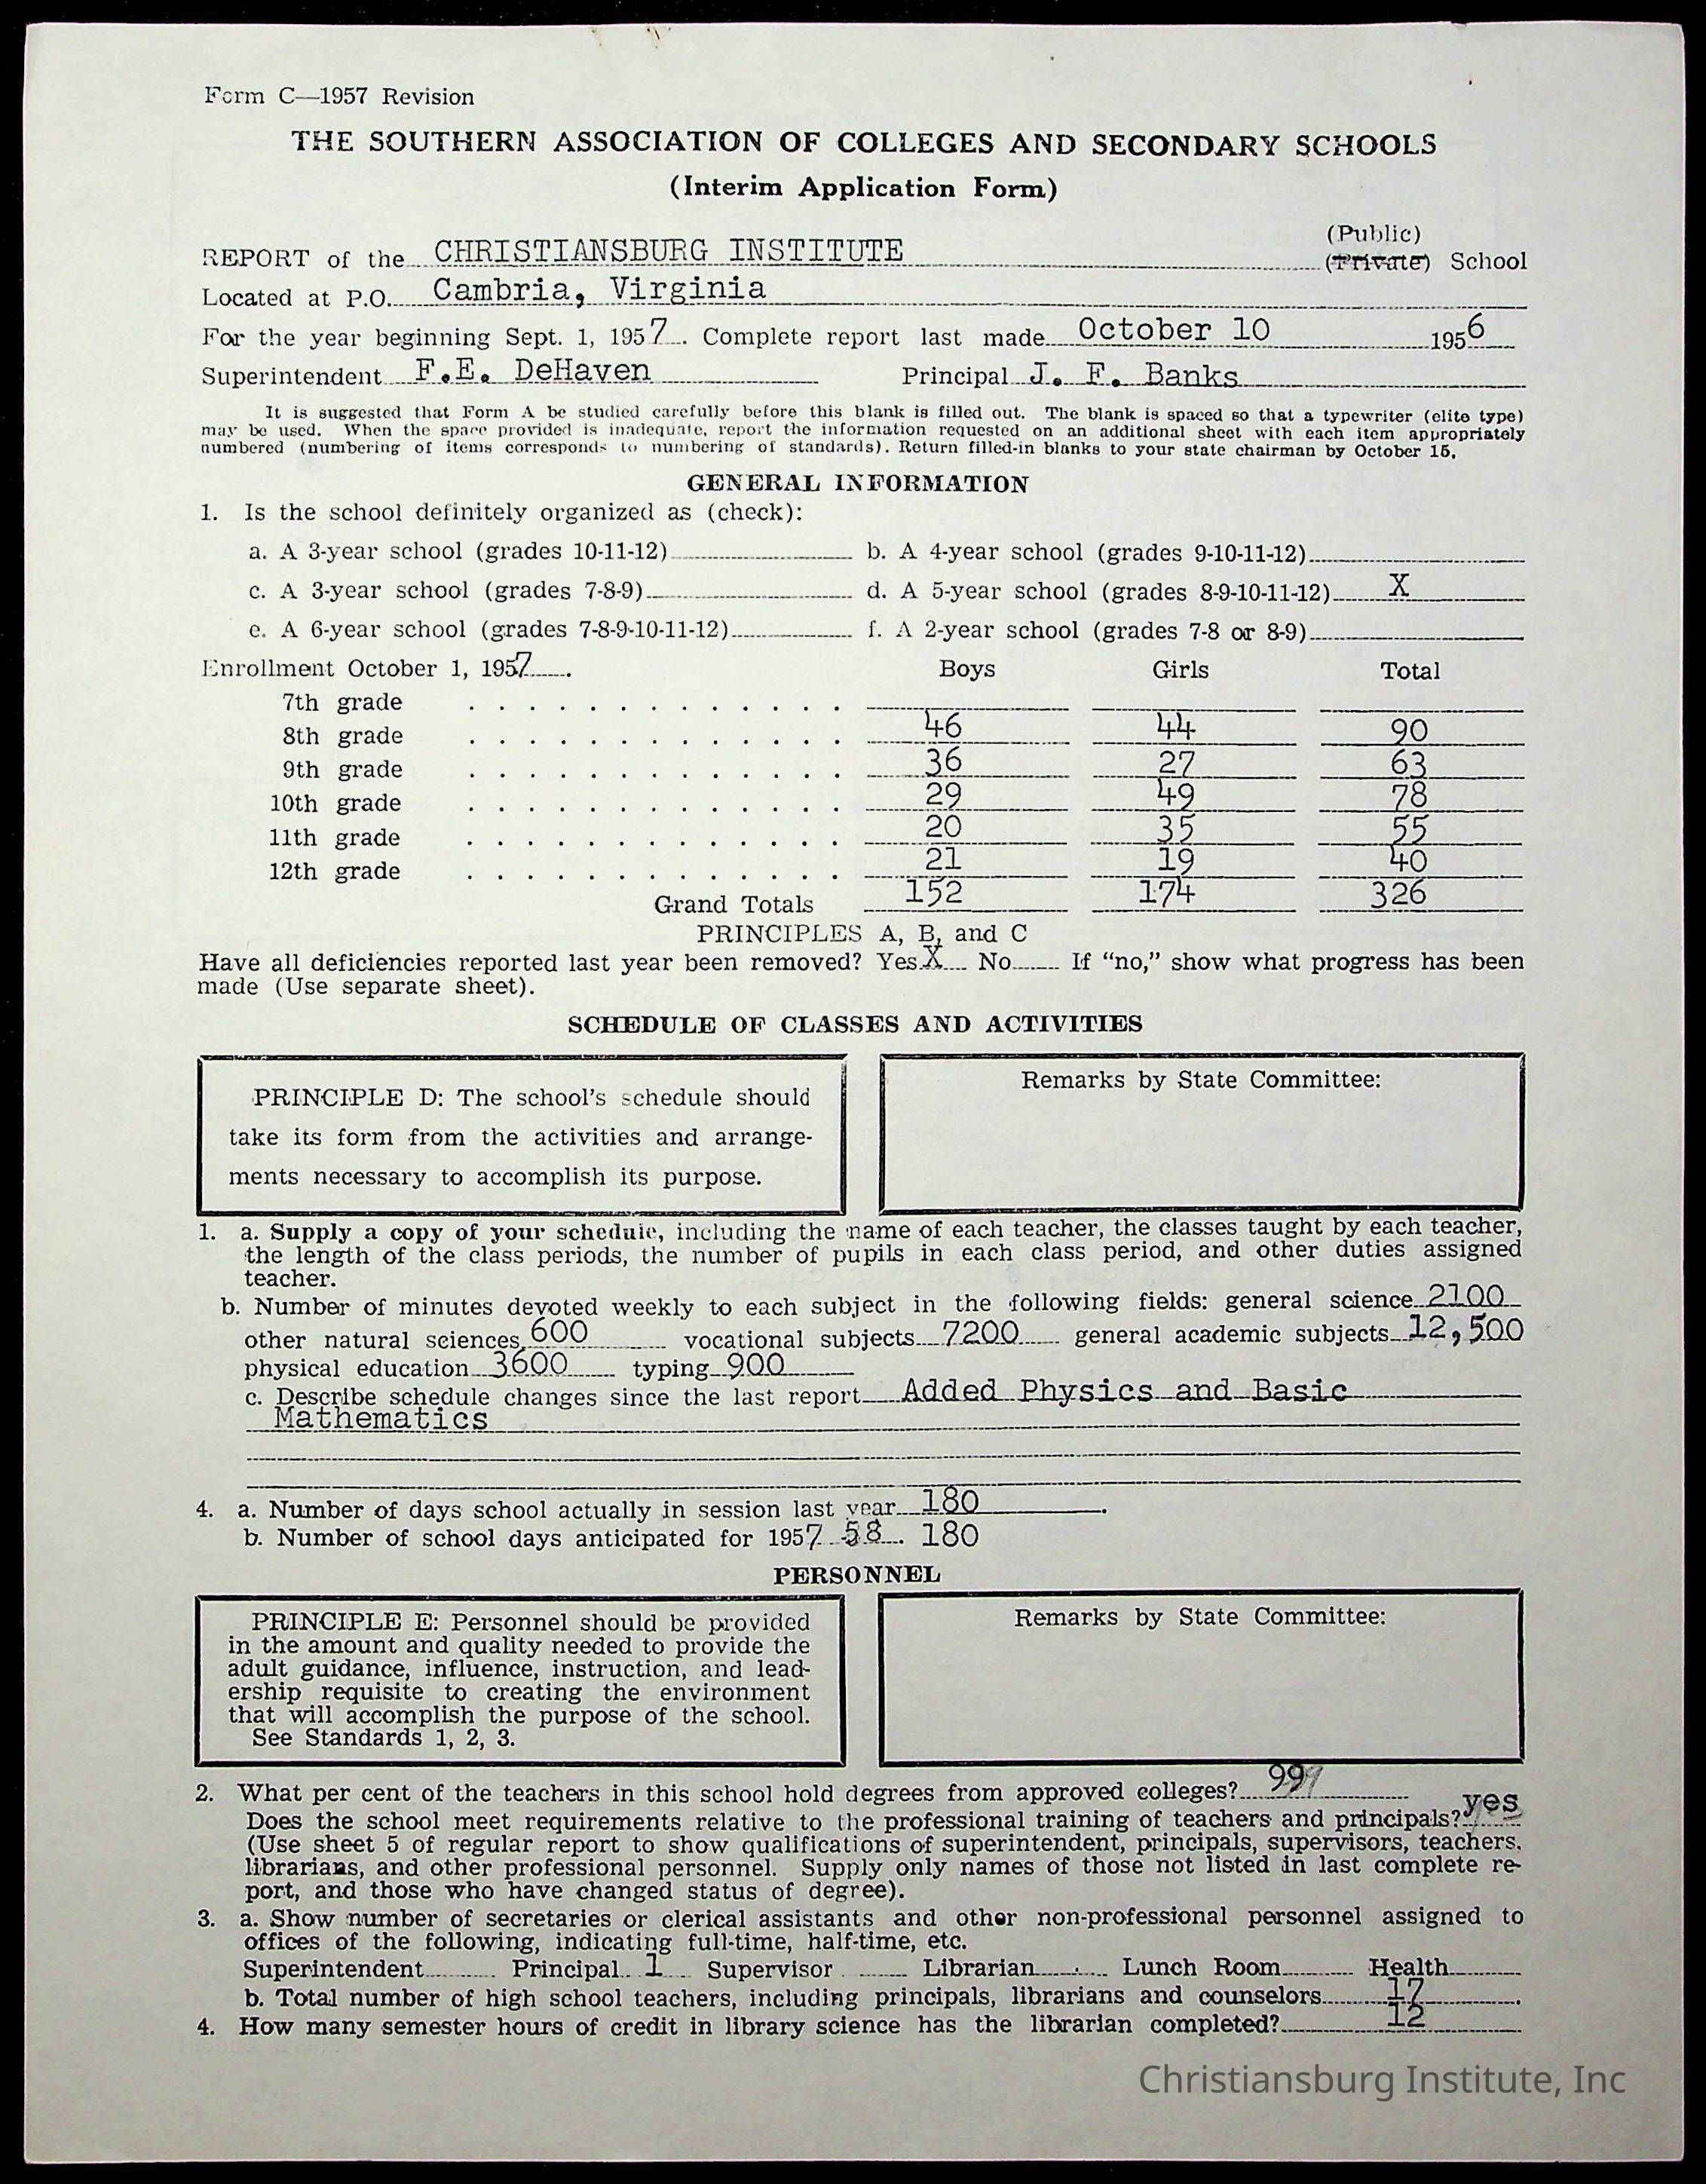 Form C—1957 Revision
THE SOUTHERN ASSOCIATION OF COLLEGES AND SECONDARY SCHOOLS
(Interim Application Form)
(Public)
REPORT of the CHRISTIANSBURG INSTITUTE (Private) School
Located at P.O. Cambria, Virginia
For the year beginning Sept. 1, 1957. Complete report last made October 10 1956
Superintendent F.E. DeHaven Principal J. F. Banks
It is suggested that Form A be studied carefully before this blank is filled out. The blank is spaced so that a typewriter (elite type)
may be used. When the space provided is inadequate, report the information requested on an additional sheet with each item appropriately
numbered (numbering of items corresponds to numbering of standards). Return filled-in blanks to your state chairman by October 15.
GENERAL INFORMATION
1. Is the school definitely organized as (check):
a. A 3-year school (grades 10-11-12) b. A 4-year school (grades 9-10-11-12)
c. A 3-year school (grades 7-8-9) d. A 5-year school (grades 8-9-10-11-12) X
e. A 6-year school (grades 7-8-9-10-11-12) f. A 2-year school (grades 7-8 or 8-9)
Enrollment October 1, 1957. Boys Girls Total
7th grade
8th grade 46 44 90
9th grade 36 27 63
10th grade 29 49 78
11th grade 20 35 55
12th grade 21 19 40
Grand Totals 152 174 326
PRINCIPLES A, B, and C
Have all deficiencies reported last year been removed? Yes X No If “no,” show what progress has been
made (Use separate sheet).
SCHEDULE OF CLASSES AND ACTIVITIES
PRINCIPLE D: The school's schedule should
take its form from the activities and arrange-
ments necessary to accomplish its purpose.
Remarks by State Committee:
1. a. Supply a copy of your schedule, including the name of each teacher, the classes taught by each teacher,
the length of the class periods, the number of pupils in each class period, and other duties assigned
teacher.
b. Number of minutes devoted weekly to each subject in the following fields: general science 2100
other natural sciences 600 vocational subjects 7200 general academic subjects 12,500
physical education 3600 typing 900
c. Describe schedule changes since the last report Added Physics and Basic
Mathematics
4. a. Number of days school actually in session last year 180.
b. Number of school days anticipated for 1957 58. 180
PERSONNEL
PRINCIPLE E: Personnel should be provided
in the amount and quality needed to provide the
adult guidance, influence, instruction, and lead-
ership requisite to creating the environment
that will accomplish the purpose of the school.
See Standards 1, 2, 3.
Remarks by State Committee:
2. What per cent of the teachers in this school hold degrees from approved colleges? 99
Does the school meet requirements relative to the professional training of teachers and principals? yes
(Use sheet 5 of regular report to show qualifications of superintendent, principals, supervisors, teachers,
librarians, and other professional personnel. Supply only names of those not listed in last complete re-
port, and those who have changed status of degree).
3. a. Show number of secretaries or clerical assistants and other non-professional personnel assigned to
offices of the following, indicating full-time, half-time, etc.
Superintendent Principal 1 Supervisor Librarian Lunch Room Health
b. Total number of high school teachers, including principals, librarians and counselors 17.
4. How many semester hours of credit in library science has the librarian completed? 12
Christiansburg Institute, Inc